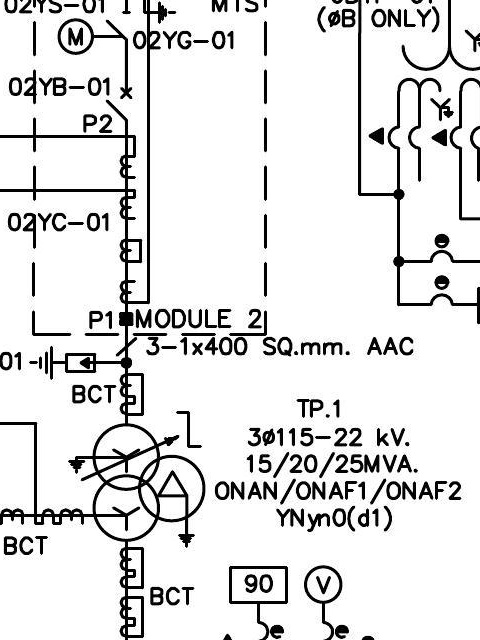 02YS-01
MTS
(øB ONLY)
M
02YG-01
02YB-01
P2
02YC-01
P1
MODULE 2
3-1x400 SQ.mm. AAC
01
BCT
TP.1
3ø115-22 kV.
15/20/25MVA.
ONAN/ONAF1/ONAF2
YNyn0(d1)
BCT
BCT
90
V